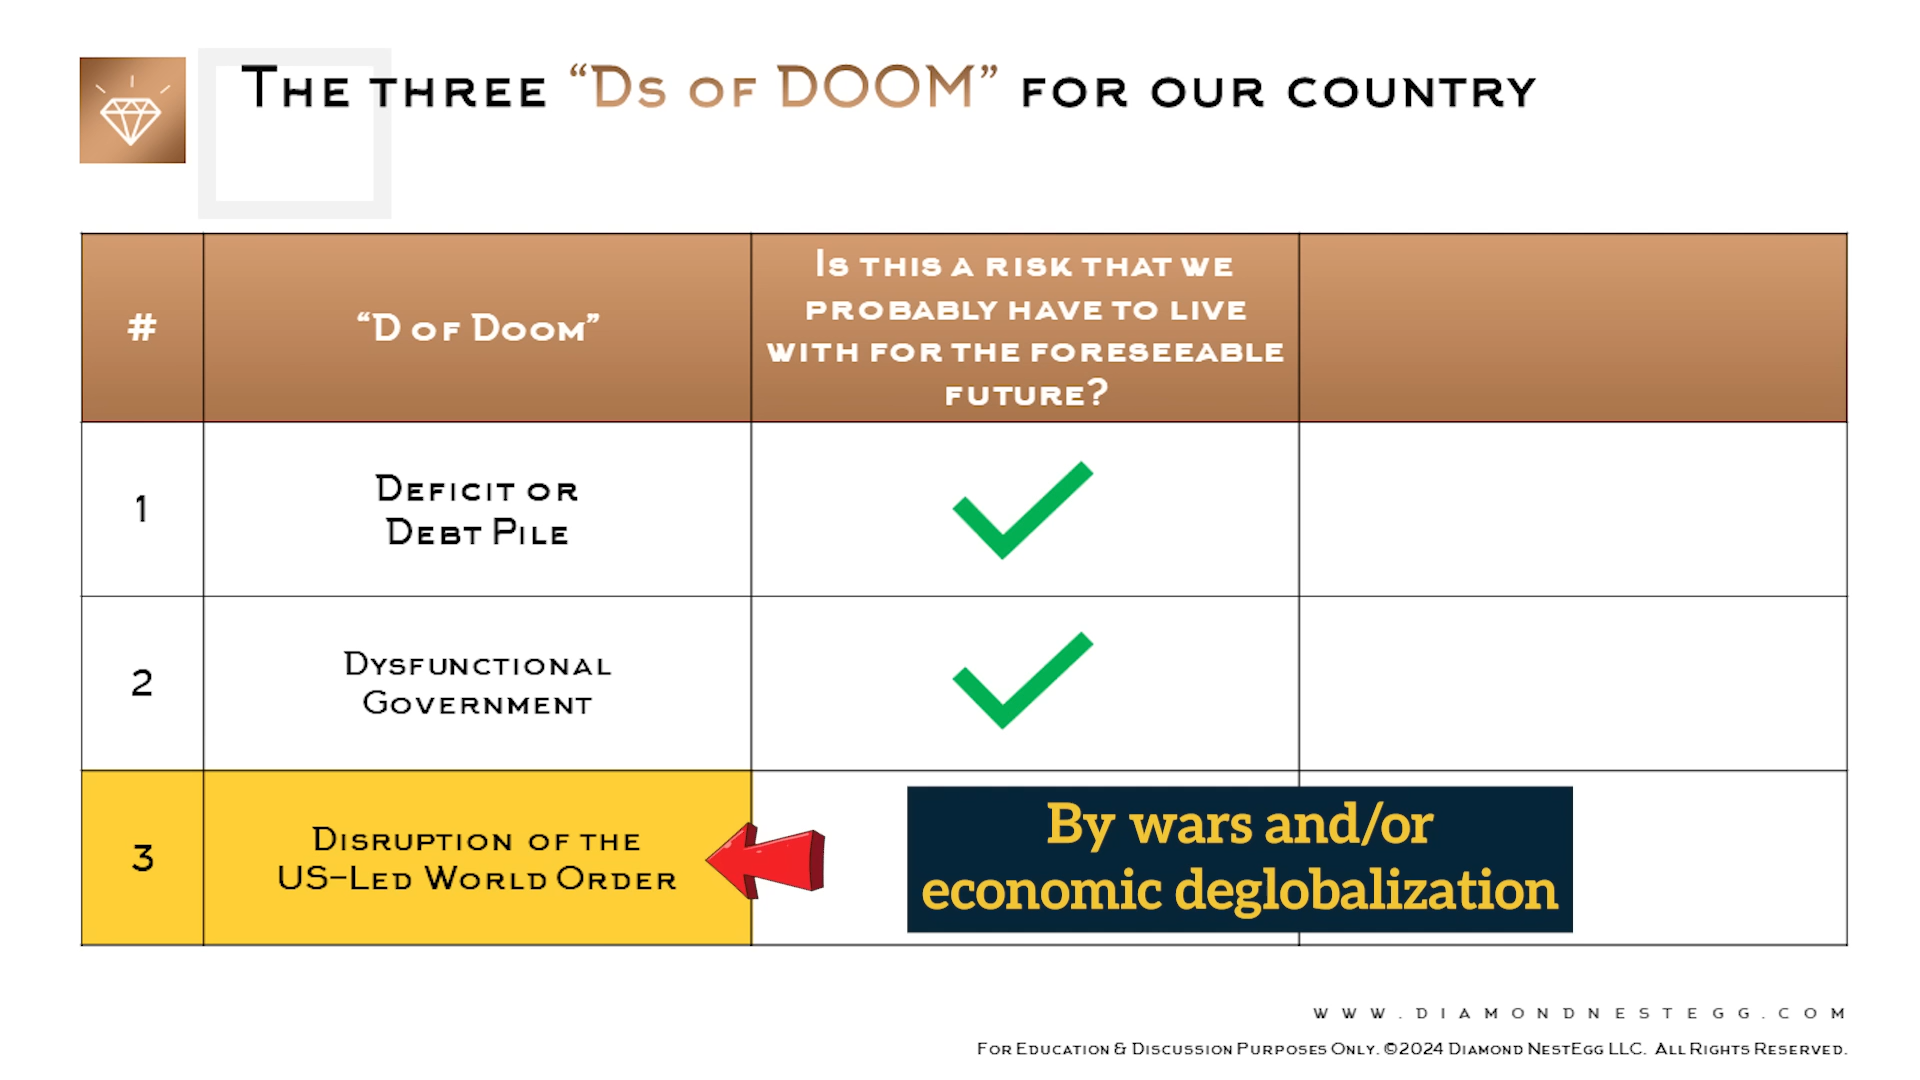 The three “Ds of DOOM” for our country
#
“D of Doom”
Is this a risk that we
probably have to live
with for the foreseeable
future?
1
Deficit or
Debt Pile
2
Dysfunctional
Government
3
Disruption of the
US-Led World Order
By wars and/or
economic deglobalization
www.diamondnestegg.com
For Education & Discussion Purposes Only. ©2024 Diamond NestEgg LLC. All Rights Reserved.